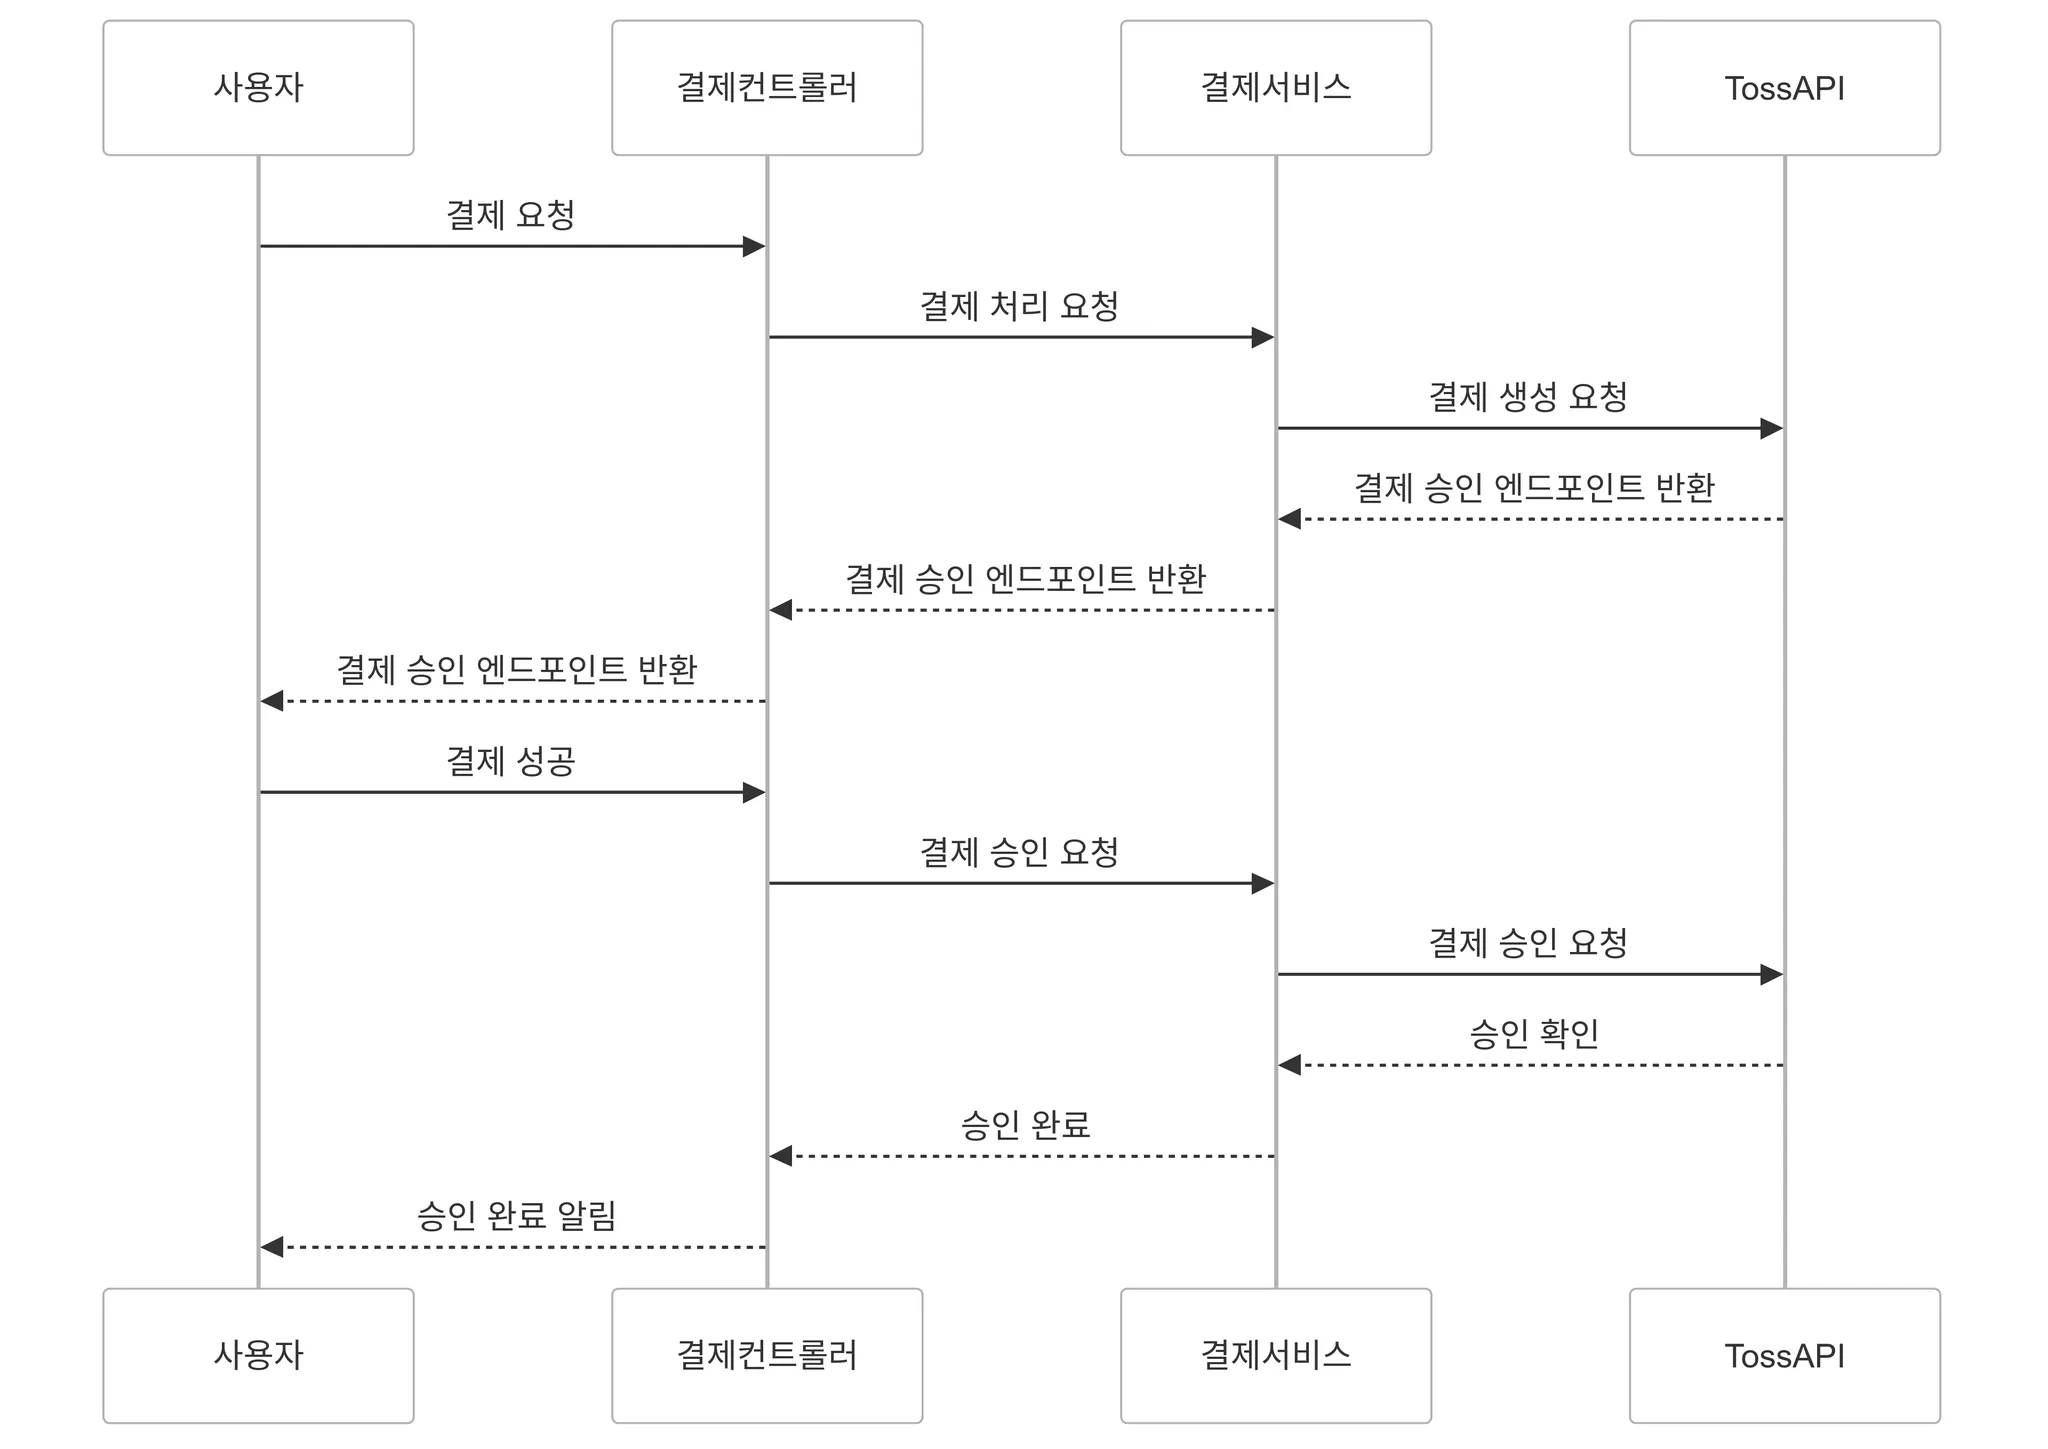 사용자
결제컨트롤러
결제서비스
TossAPI
결제 요청
결제 처리 요청
결제 생성 요청
결제 승인 엔드포인트 반환
결제 승인 엔드포인트 반환
결제 승인 엔드포인트 반환
결제 성공
결제 승인 요청
결제 승인 요청
승인 확인
승인 완료
승인 완료 알림
사용자
결제컨트롤러
결제서비스
TossAPI